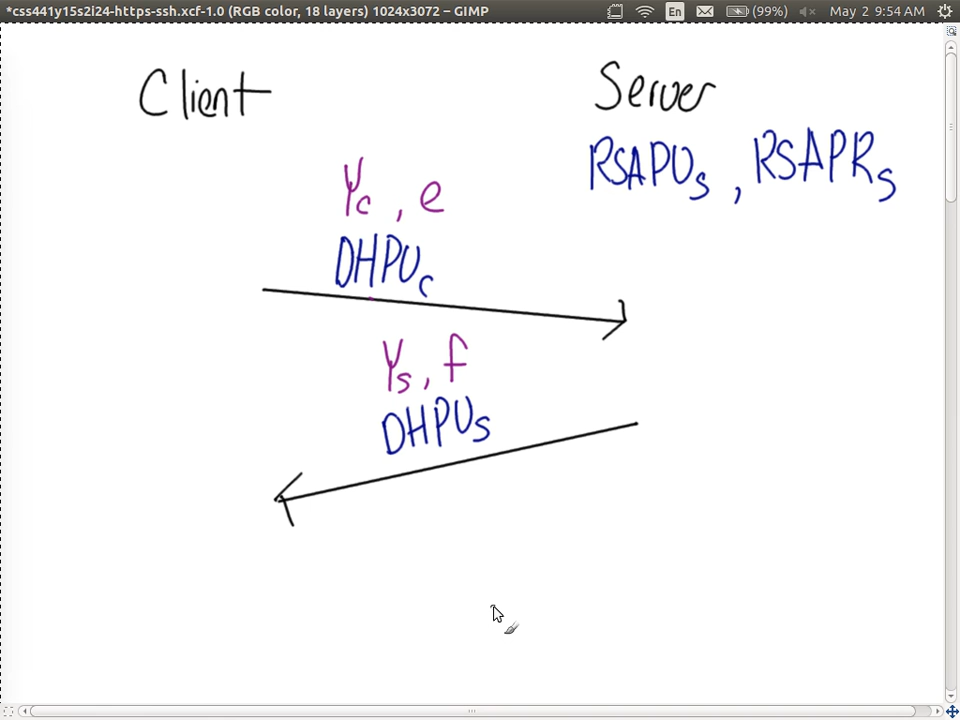 *css441y15s2i24-https-ssh.xcf-1.0 (RGB color, 18 layers) 1024x3072 – GIMP
En
(99%)
May 2 9:54 AM
Client
Server
RSAPUs, RSAPRs
Yc, e
DHPUc
Ys, f
DHPUs